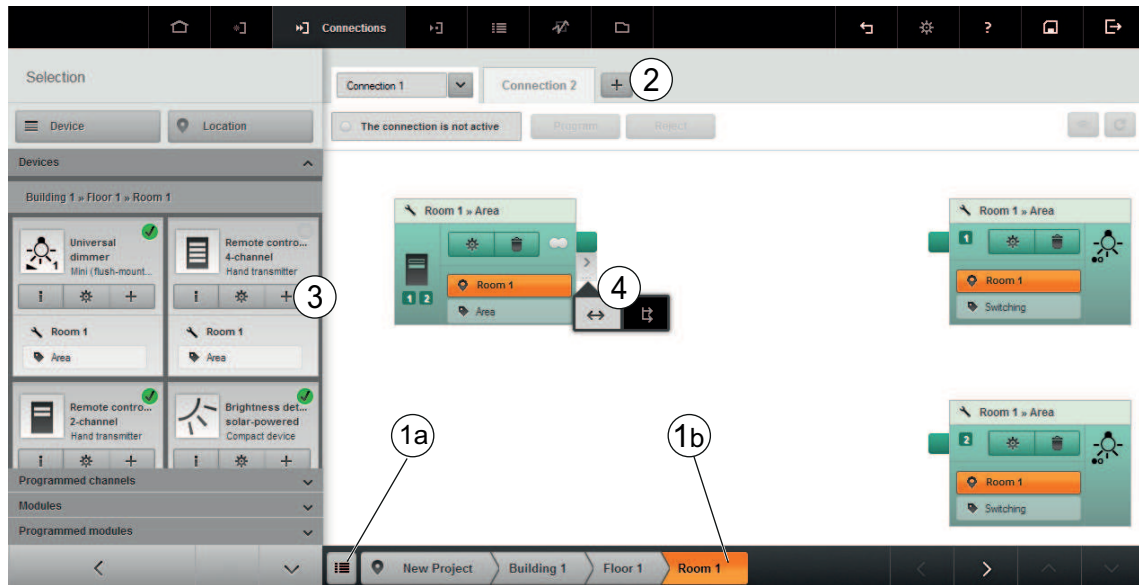 Connections
?
Selection
Device
Location
Devices
Building 1 » Floor 1 » Room 1
Universal
dimmer
Mini (flush-mount...
1
i
+
Room 1
Area
Remote contro...
4-channel
Hand transmitter
i
+
3
Room 1
Area
Remote contro...
2-channel
Hand transmitter
i
+
Brightness det...
solar-powered
Compact device
i
+
Programmed channels
Modules
Programmed modules
Connection 1
Connection 2
+
2
The connection is not active
Program
Reject
Room 1 » Area
1 2
Room 1
Area
4
Room 1 » Area
1
Room 1
Switching
Room 1 » Area
2
Room 1
Switching
1a
1b
New Project
Building 1
Floor 1
Room 1